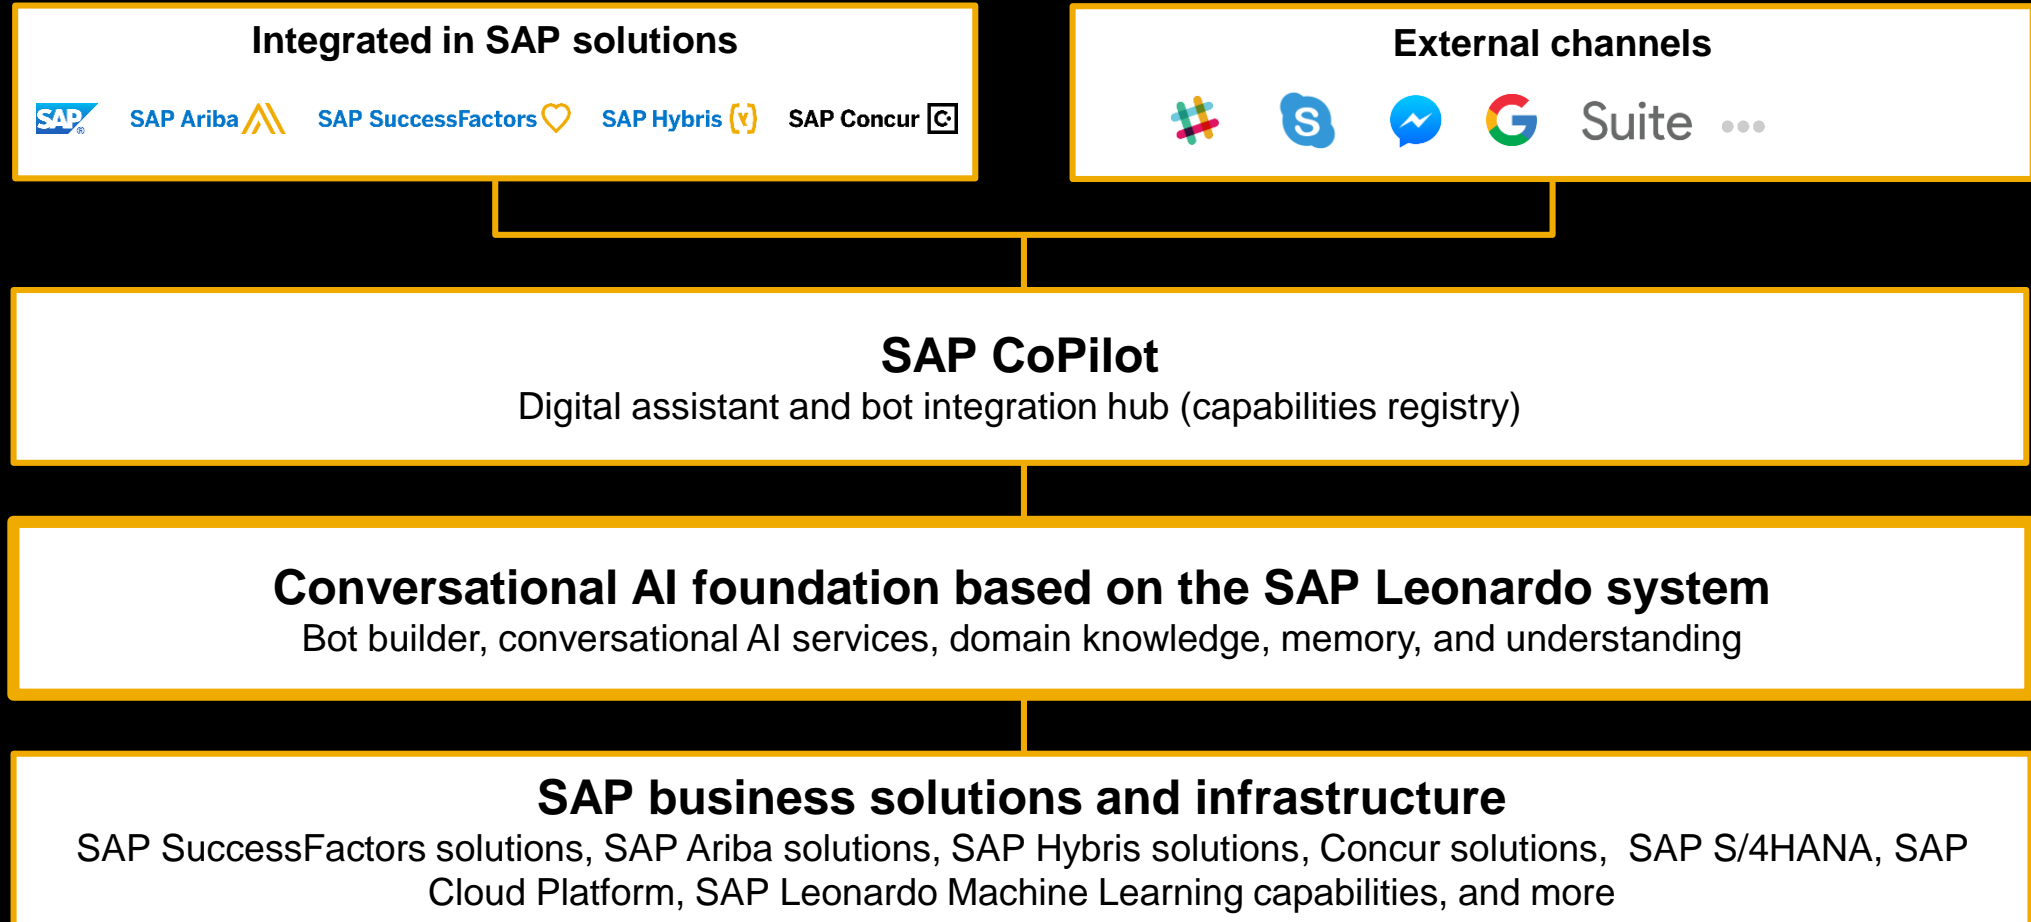 Integrated in SAP solutions
SAP® SAP Ariba SAP SuccessFactors SAP Hybris SAP Concur C
External channels
S G Suite
SAP CoPilot
Digital assistant and bot integration hub (capabilities registry)
Conversational AI foundation based on the SAP Leonardo system
Bot builder, conversational AI services, domain knowledge, memory, and understanding
SAP business solutions and infrastructure
SAP SuccessFactors solutions, SAP Ariba solutions, SAP Hybris solutions, Concur solutions, SAP S/4HANA, SAP
Cloud Platform, SAP Leonardo Machine Learning capabilities, and more